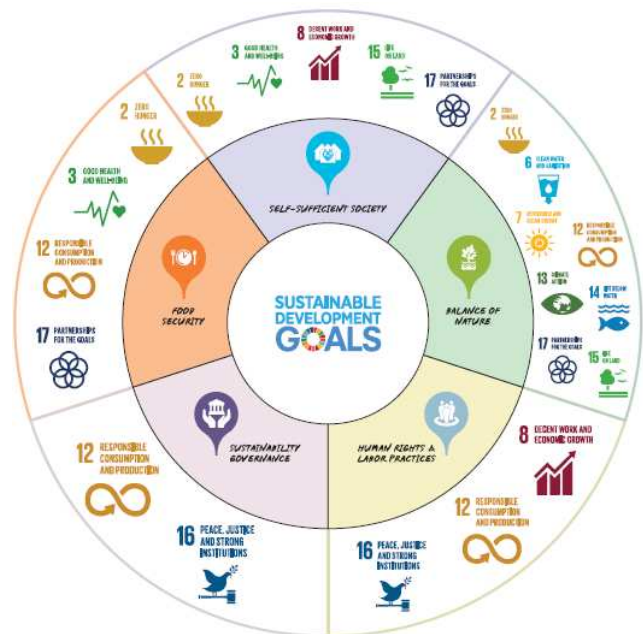 SUSTAINABLE
DEVELOPMENT
GOALS
SELF-SUFFICIENT SOCIETY
2 ZERO
HUNGER
3 GOOD HEALTH
AND WELL-BEING
8 DECENT WORK AND
ECONOMIC GROWTH
15 LIFE
ON LAND
17 PARTNERSHIPS
FOR THE GOALS
BALANCE OF
NATURE
2 ZERO
HUNGER
6 CLEAN WATER
AND SANITATION
7 AFFORDABLE AND
CLEAN ENERGY
12 RESPONSIBLE
CONSUMPTION
AND PRODUCTION
13 CLIMATE
ACTION
14 LIFE BELOW
WATER
17 PARTNERSHIPS
FOR THE GOALS
15 LIFE
ON LAND
HUMAN RIGHTS &
LABOR PRACTICES
8 DECENT WORK AND
ECONOMIC GROWTH
12 RESPONSIBLE
CONSUMPTION
AND PRODUCTION
16 PEACE, JUSTICE
AND STRONG
INSTITUTIONS
SUSTAINABILITY
GOVERNANCE
12 RESPONSIBLE
CONSUMPTION
AND PRODUCTION
16 PEACE, JUSTICE
AND STRONG
INSTITUTIONS
FOOD
SECURITY
2 ZERO
HUNGER
3 GOOD HEALTH
AND WELL-BEING
12 RESPONSIBLE
CONSUMPTION
AND PRODUCTION
17 PARTNERSHIPS
FOR THE GOALS